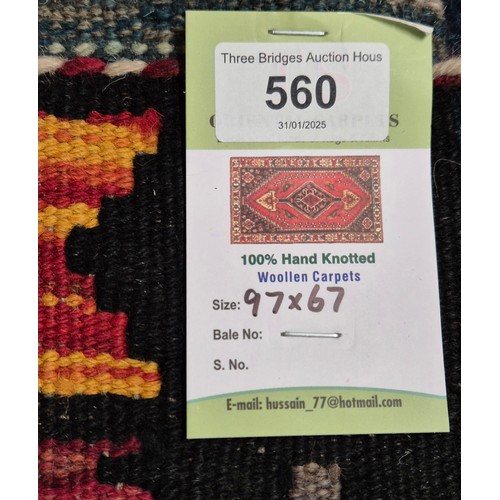 Three Bridges Auction Hous
560
31/01/2025
100% Hand Knotted
Woollen Carpets
Size: 97x67
Bale No:
S. No.
E-mail: hussain_77@hotmail.com